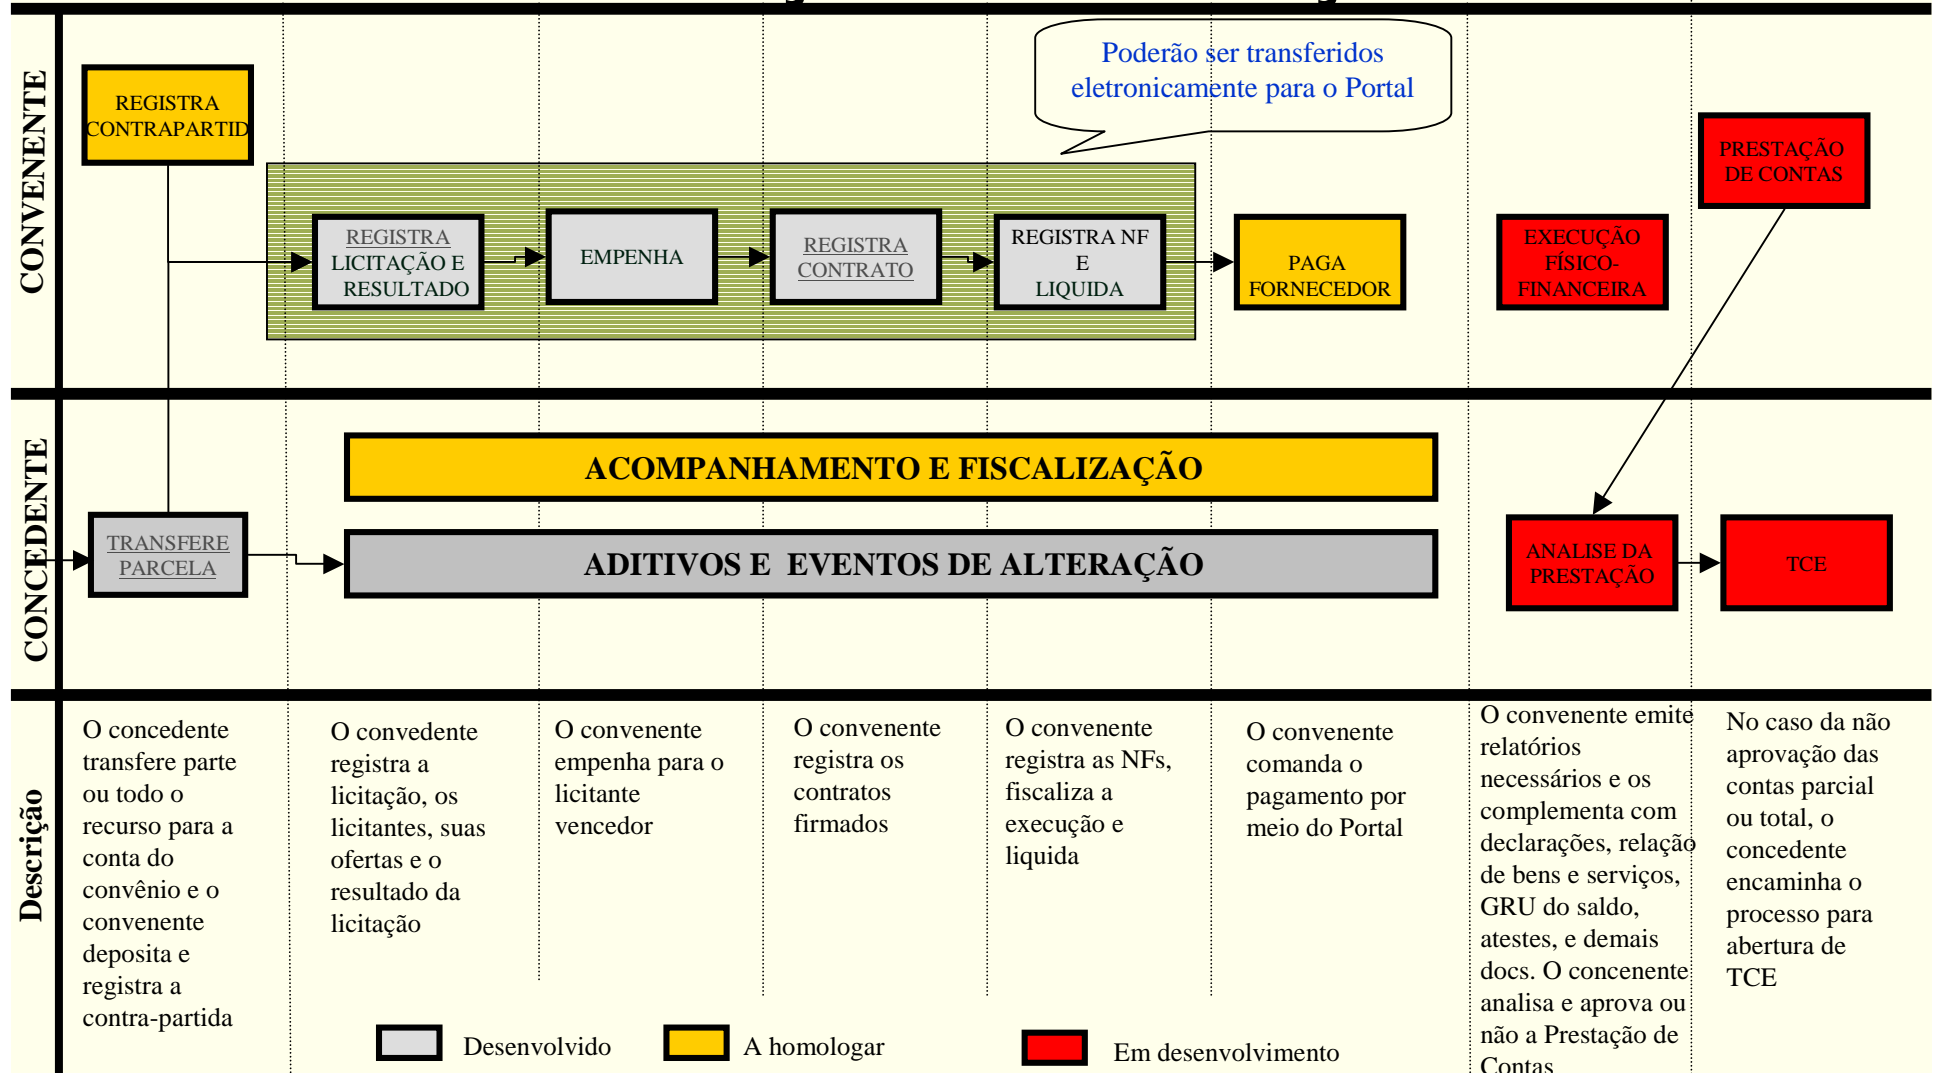 CONVENENTE
REGISTRA
CONTRAPARTID
Poderão ser transferidos
eletronicamente para o Portal
REGISTRA
LICITAÇÃO E
RESULTADO
EMPENHA
REGISTRA
CONTRATO
REGISTRA NF
E
LIQUIDA
PAGA
FORNECEDOR
EXECUÇÃO
FÍSICO-
FINANCEIRA
PRESTAÇÃO
DE CONTAS
CONCEDENTE
TRANSFERE
PARCELA
ACOMPANHAMENTO E FISCALIZAÇÃO
ADITIVOS E EVENTOS DE ALTERAÇÃO
ANALISE DA
PRESTAÇÃO
TCE
Descrição
O concedente
transfere parte
ou todo o
recurso para a
conta do
convênio e o
convenente
deposita e
registra a
contra-partida
O convedente
registra a
licitação, os
licitantes, suas
ofertas e o
resultado da
licitação
O convenente
empenha para o
licitante
vencedor
O convenente
registra os
contratos
firmados
O convenente
registra as NFs,
fiscaliza a
execução e
liquida
O convenente
comanda o
pagamento por
meio do Portal
O convenente emite
relatórios
necessários e os
complementa com
declarações, relação
de bens e serviços,
GRU do saldo,
atestes, e demais
docs. O concenente
analisa e aprova ou
não a Prestação de
Contas
No caso da não
aprovação das
contas parcial
ou total, o
concedente
encaminha o
processo para
abertura de
TCE
Desenvolvido
A homologar
Em desenvolvimento